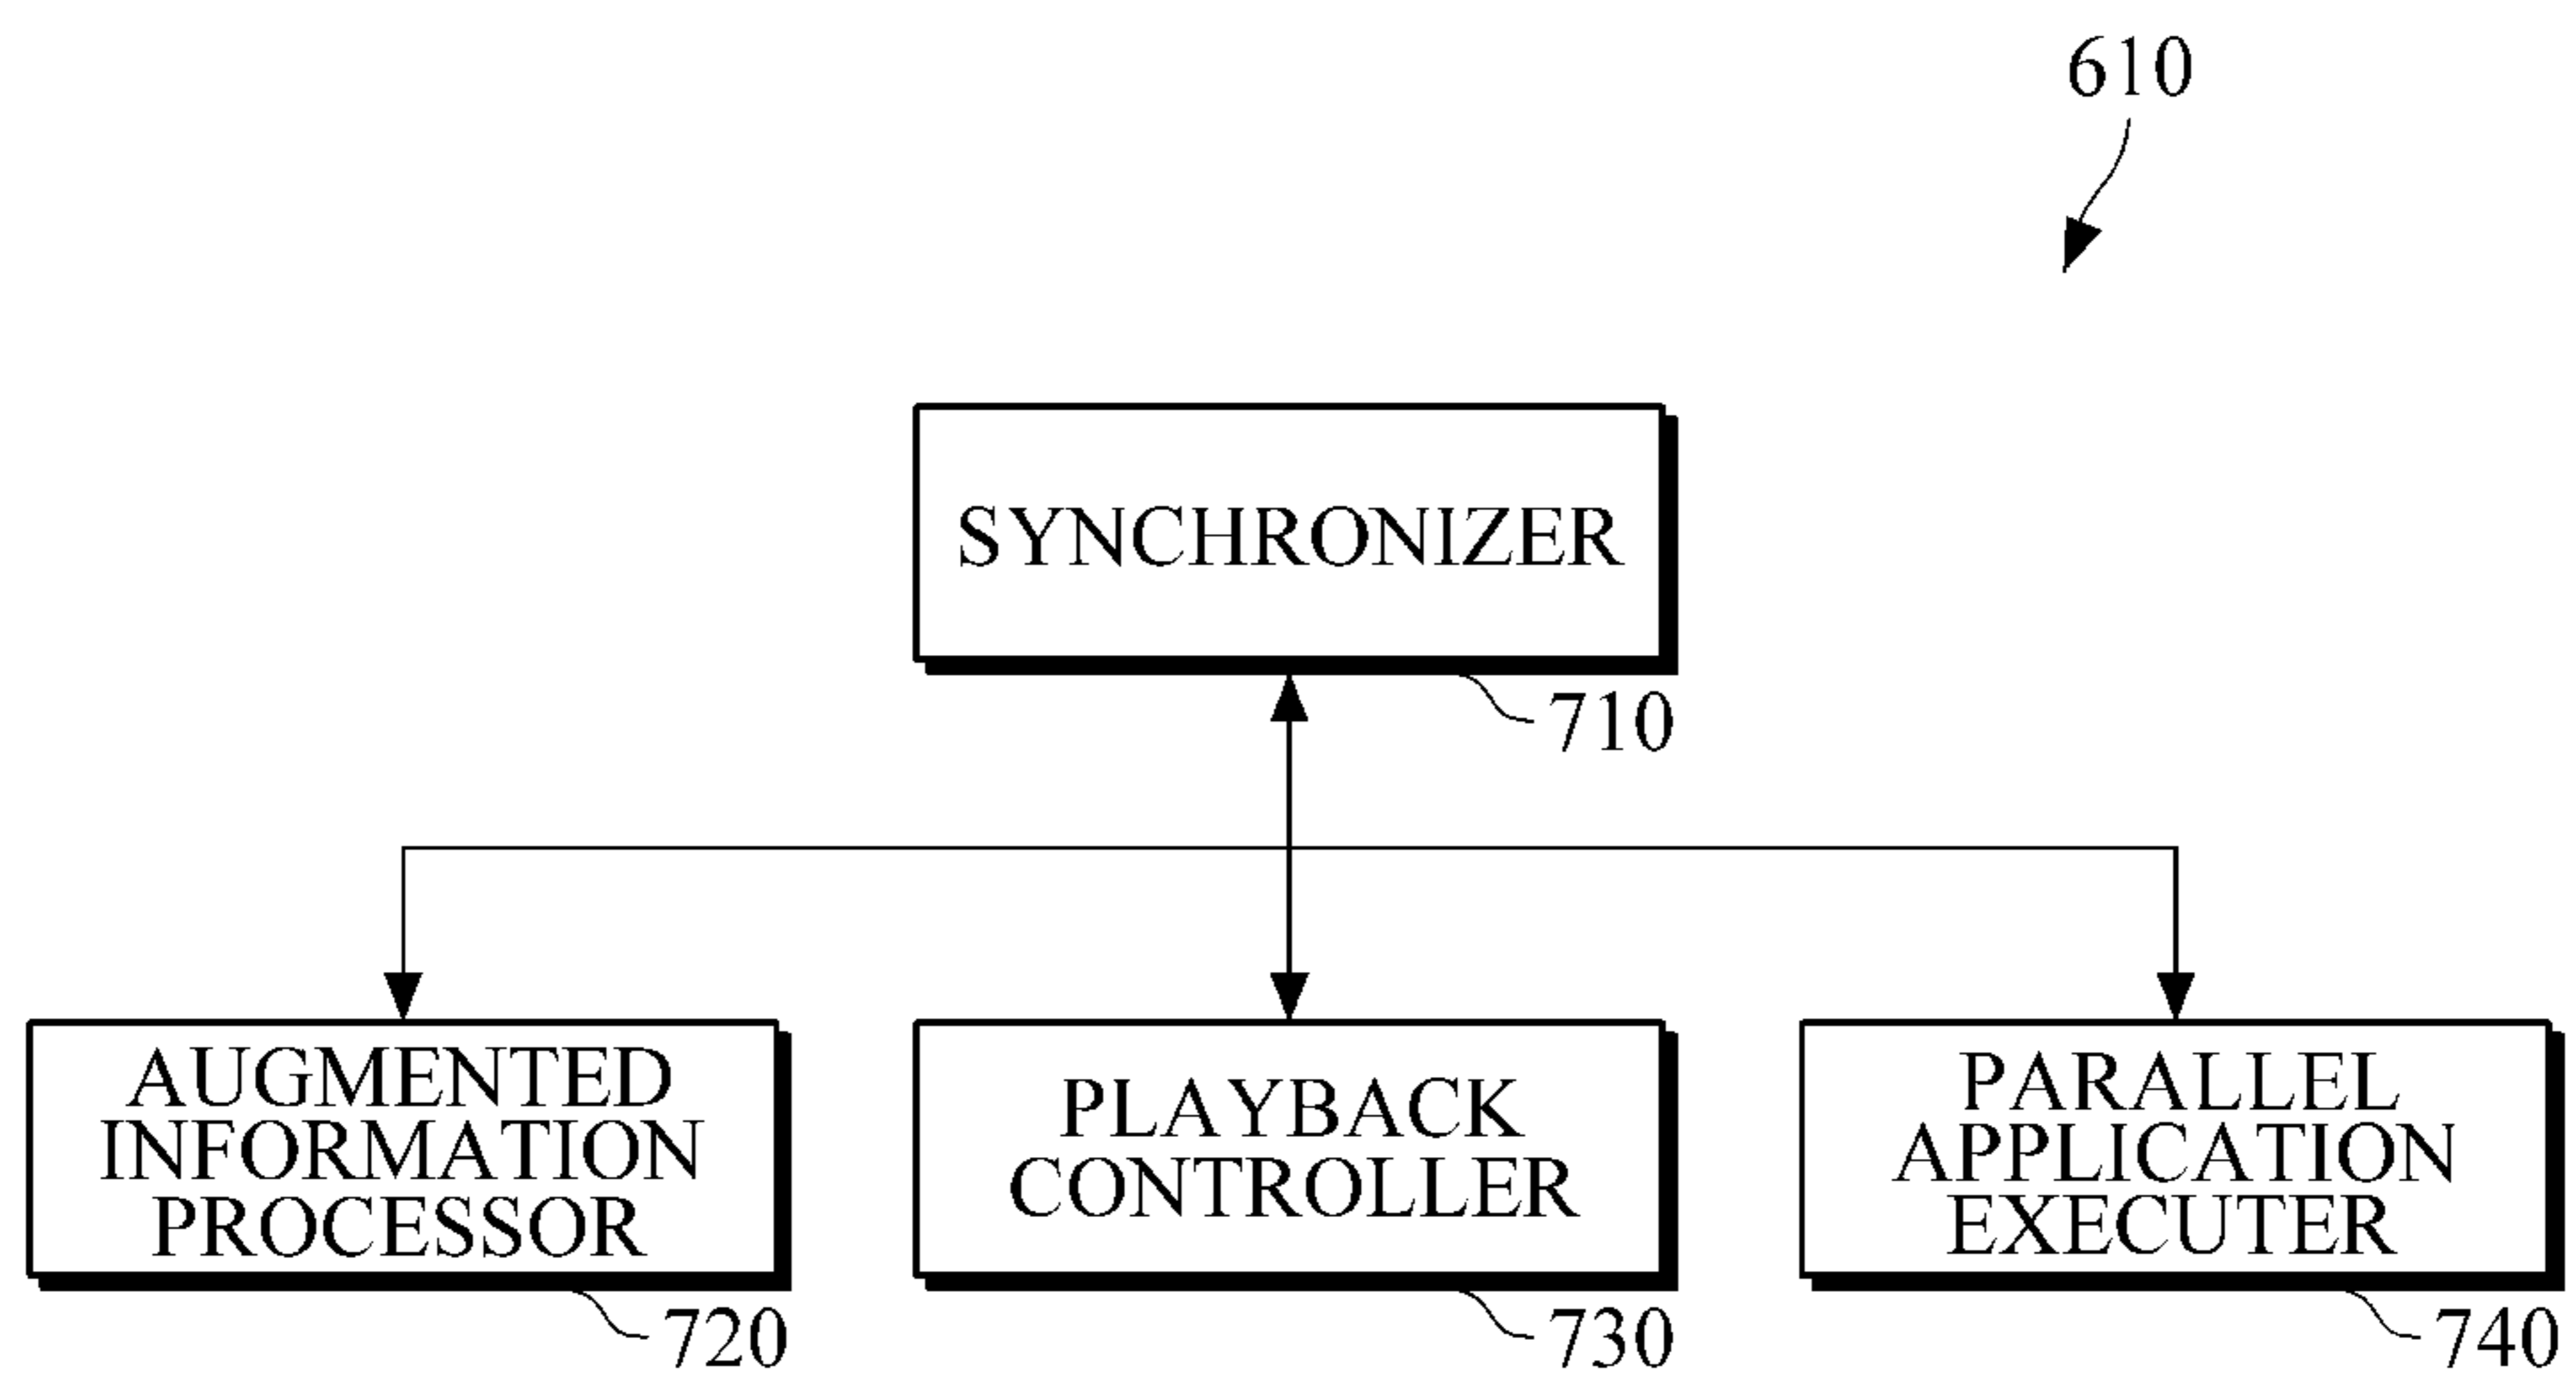 610
SYNCHRONIZER
710
AUGMENTED
INFORMATION
PROCESSOR
720
PLAYBACK
CONTROLLER
730
PARALLEL
APPLICATION
EXECUTER
740